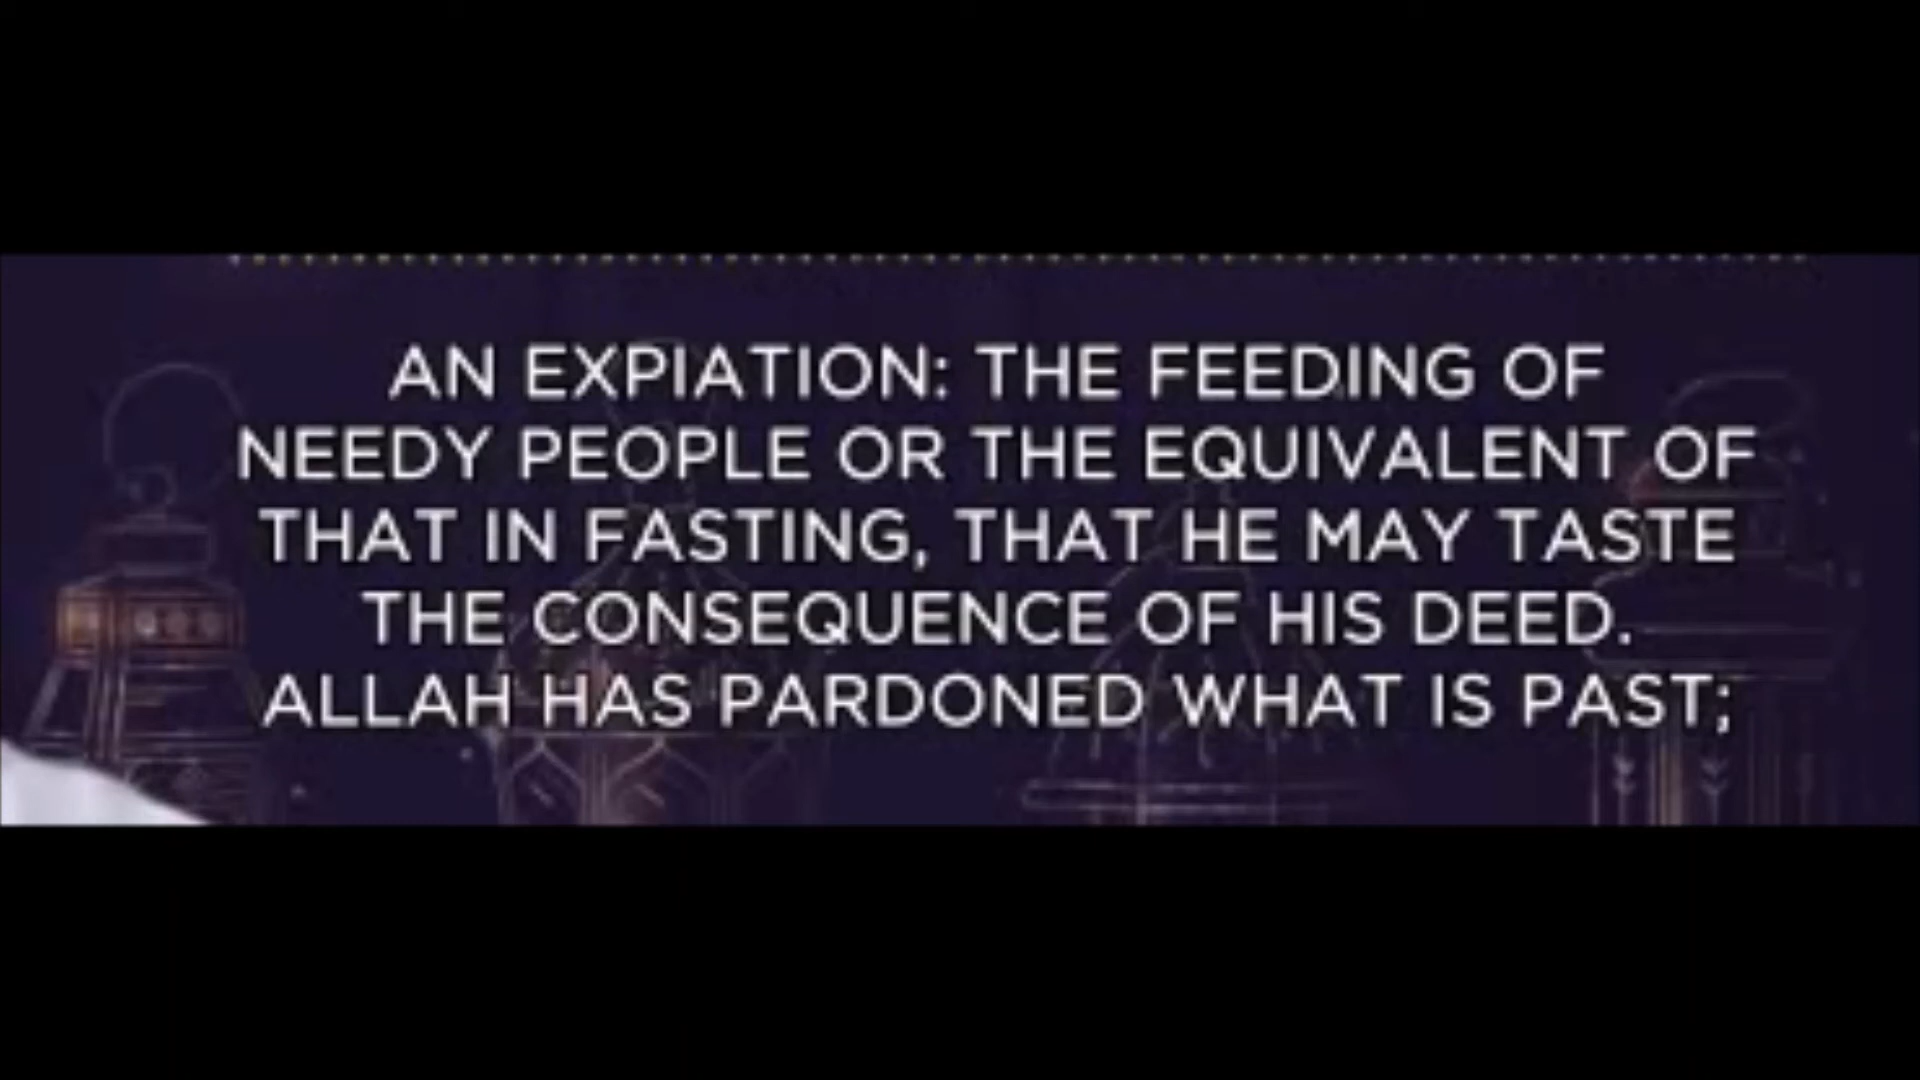 AN EXPIATION: THE FEEDING OF
NEEDY PEOPLE OR THE EQUIVALENT OF
THAT IN FASTING, THAT HE MAY TASTE
THE CONSEQUENCE OF HIS DEED.
ALLAH HAS PARDONED WHAT IS PAST;